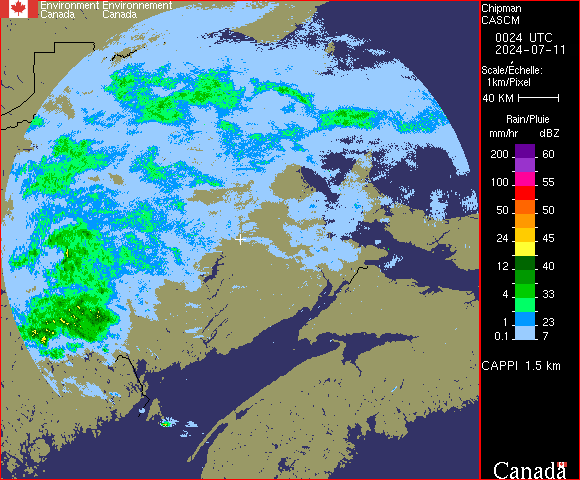 Environment Environnement
Canada Canada
Chipman
CASCM
0024 UTC
2024-07-11
Scale/Échelle:
1km/Pixel
40 KM
Rain/Pluie
mm/hr dBZ
200 60
100 55
50 50
24 45
12 40
4 33
1 23
0.1 7
CAPPI 1.5 km
Canada